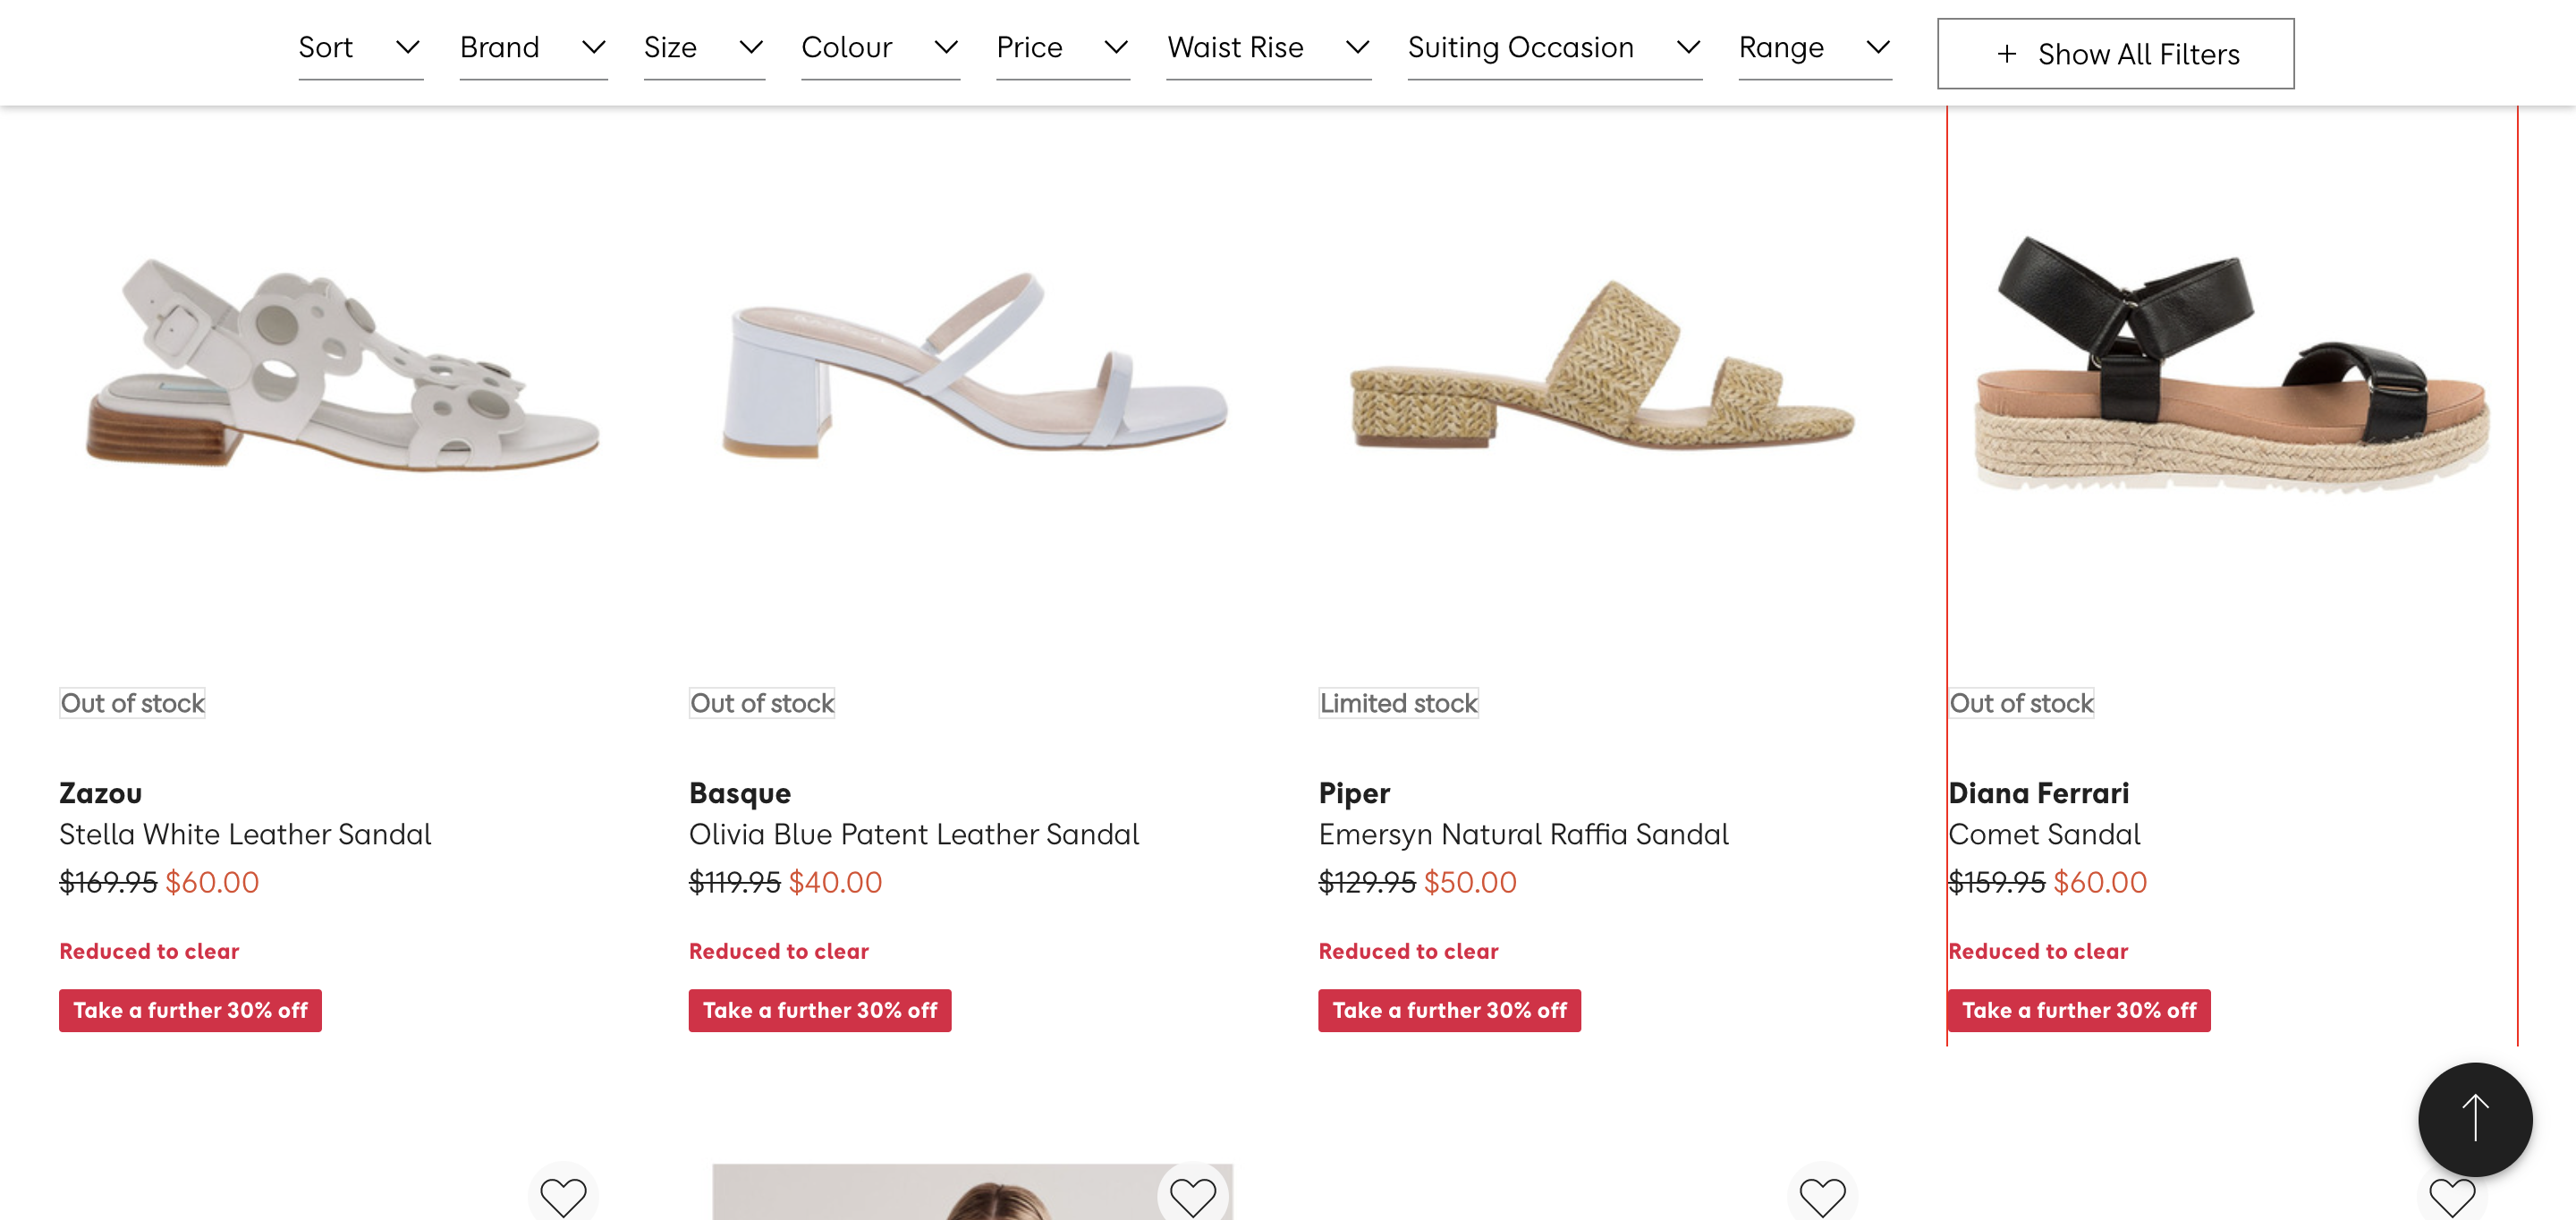 Sort
Brand
Size
Colour
Price
Waist Rise
Suiting Occasion
Range
+ Show All Filters
Out of stock
Zazou
Stella White Leather Sandal
$169.95 $60.00
Reduced to clear
Take a further 30% off
Out of stock
Basque
Olivia Blue Patent Leather Sandal
$119.95 $40.00
Reduced to clear
Take a further 30% off
Limited stock
Piper
Emersyn Natural Raffia Sandal
$129.95 $50.00
Reduced to clear
Take a further 30% off
Out of stock
Diana Ferrari
Comet Sandal
$159.95 $60.00
Reduced to clear
Take a further 30% off